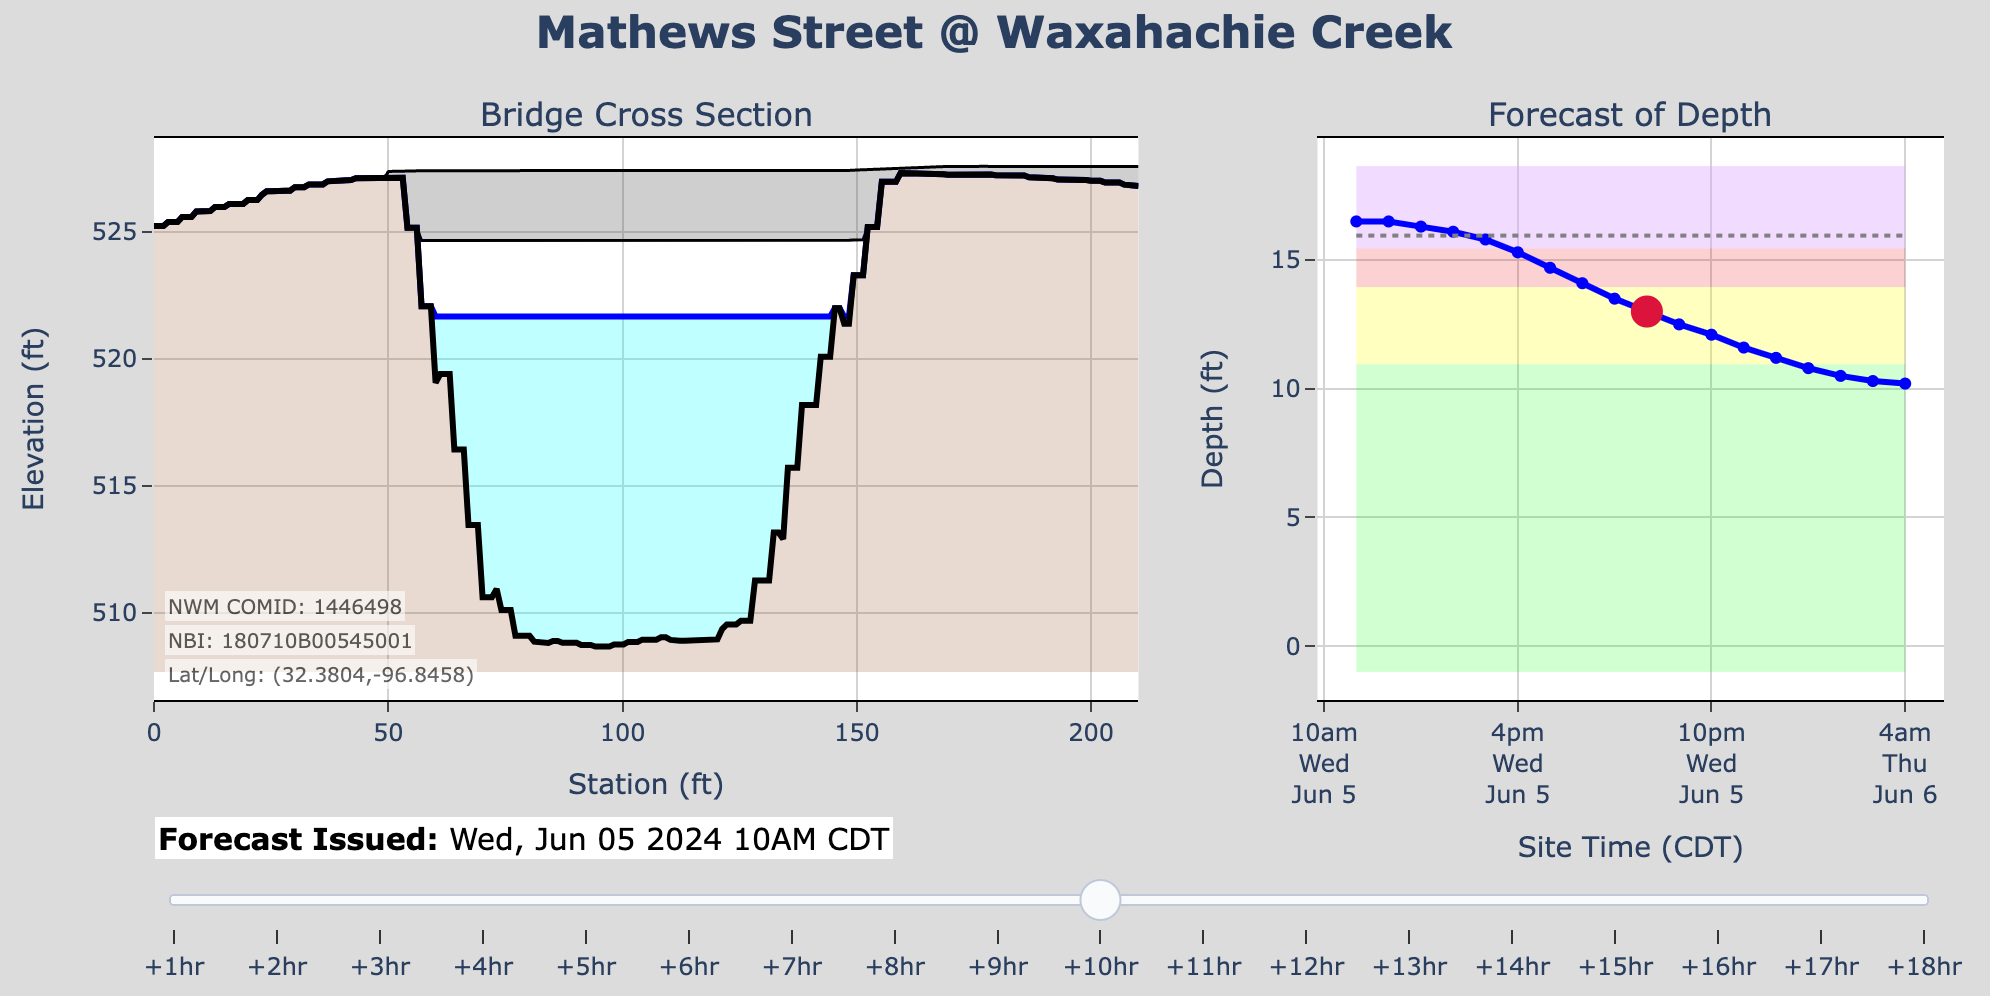 Mathews Street @ Waxahachie Creek
Bridge Cross Section
Forecast of Depth
Elevation (ft)
525
520
515
510
NWM COMID: 1446498
NBI: 180710B00545001
Lat/Long: (32.3804,-96.8458)
0 50 100 150 200
Station (ft)
Depth (ft)
15
10
5
0
10am 4pm 10pm 4am
Wed Wed Wed Thu
Jun 5 Jun 5 Jun 5 Jun 6
Site Time (CDT)
Forecast Issued: Wed, Jun 05 2024 10AM CDT
+1hr +2hr +3hr +4hr +5hr +6hr +7hr +8hr +9hr +10hr +11hr +12hr +13hr +14hr +15hr +16hr +17hr +18hr